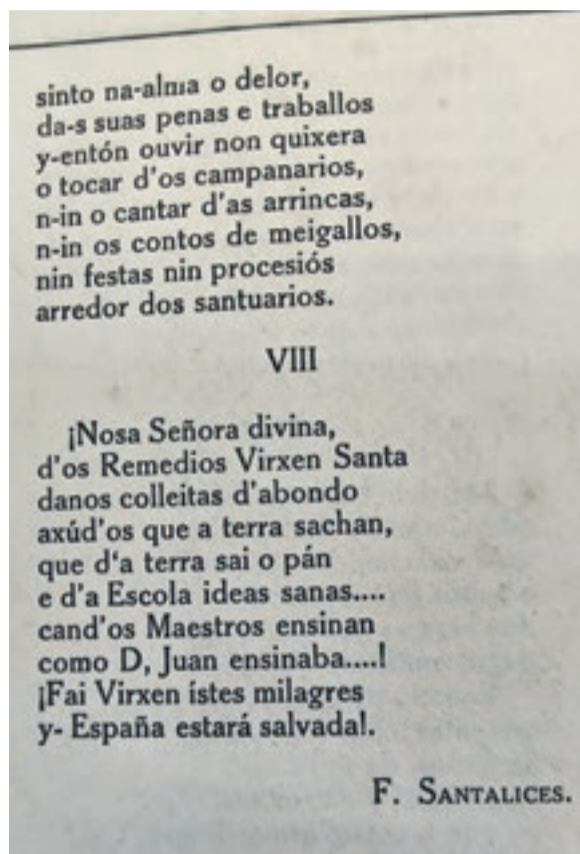 sinto na-alma o delor,
da-s suas penas e traballos
y-entón ouvir non quixera
o tocar d'os campanarios,
n-in o cantar d'as arrincas,
n-in os contos de meigallos,
nin festas nin procesiós
arredor dos santuarios.
VIII
¡Nosa Señora divina,
d'os Remedios Virxen Santa
danos colleitas d'abondo
axúd'os que a terra sachan,
que d'a terra sai o pán
e d'a Escola ideas sanas....
cand'os Maestros ensinan
como D, Juan ensinaba....!
¡Fai Virxen istes milagres
y- España estará salvada!.
F. SANTALICES.